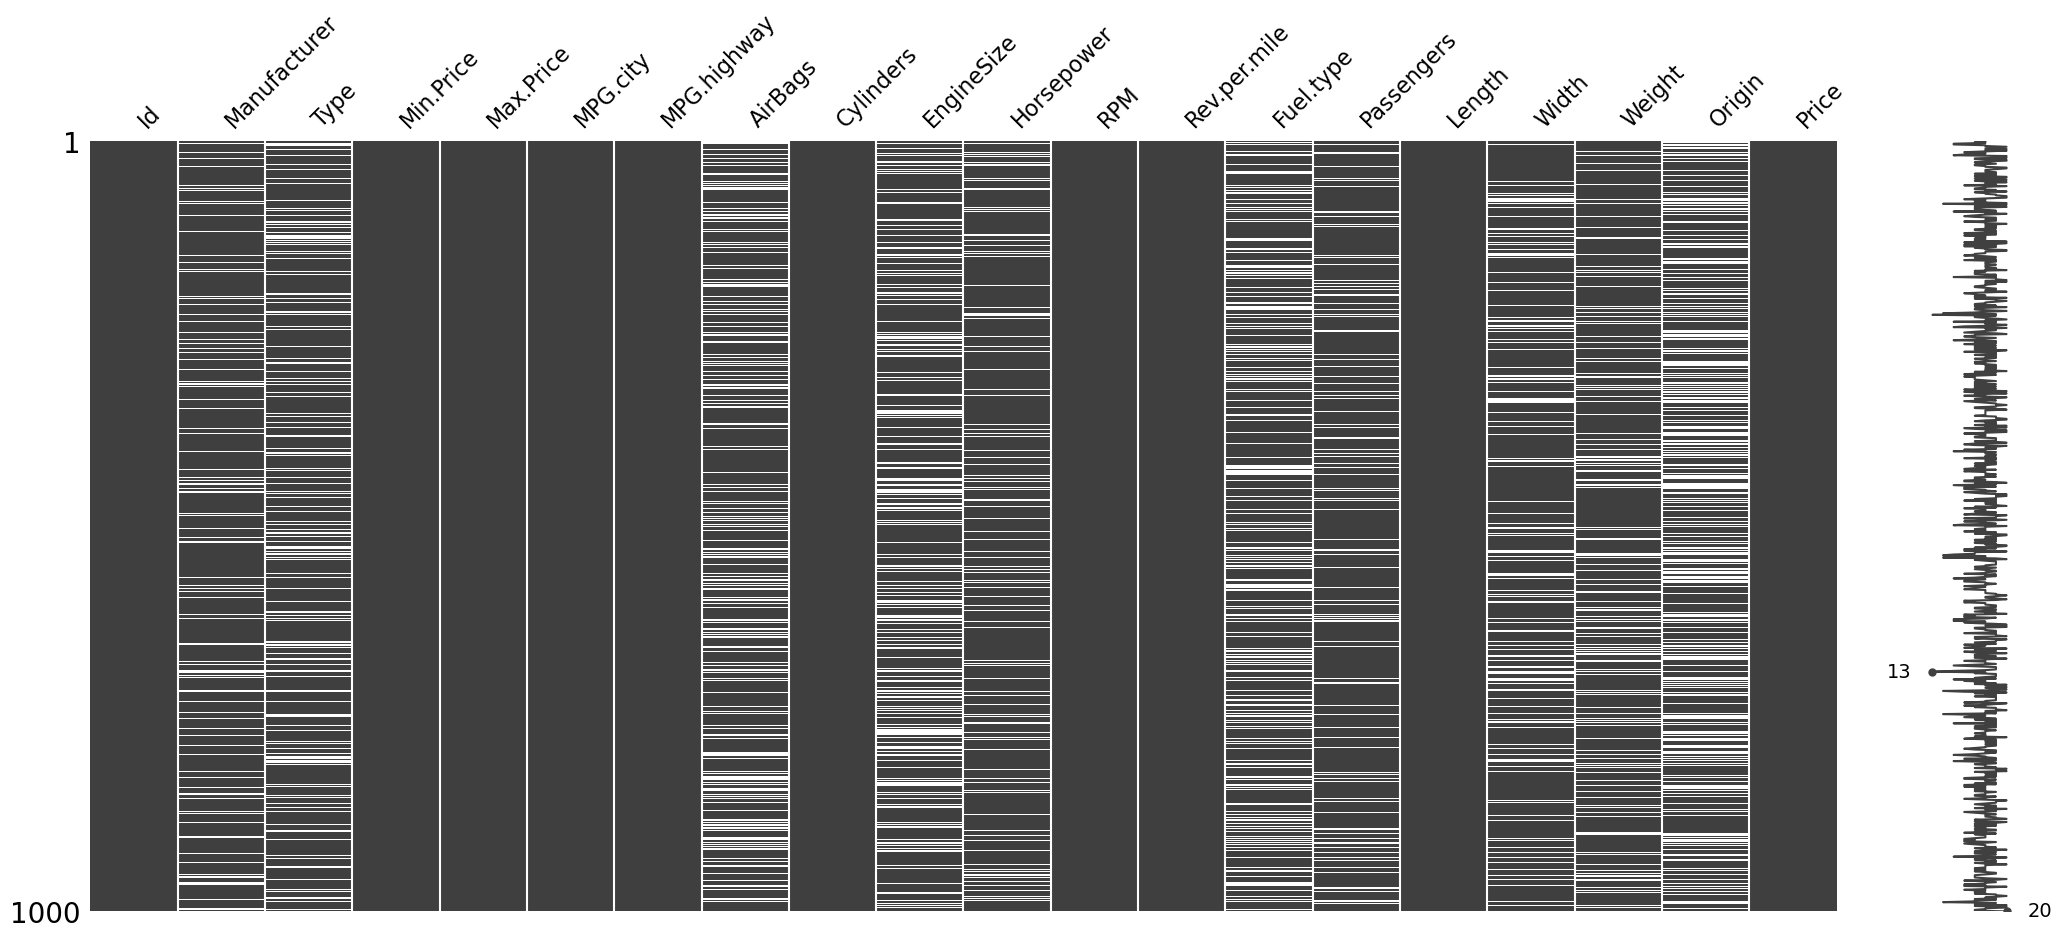 Id
Manufacturer
Type
Min.Price
Max.Price
MPG.city
MPG.highway
AirBags
Cylinders
EngineSize
Horsepower
RPM
Rev.per.mile
Fuel.type
Passengers
Length
Width
Weight
Origin
Price
1
13
1000
20